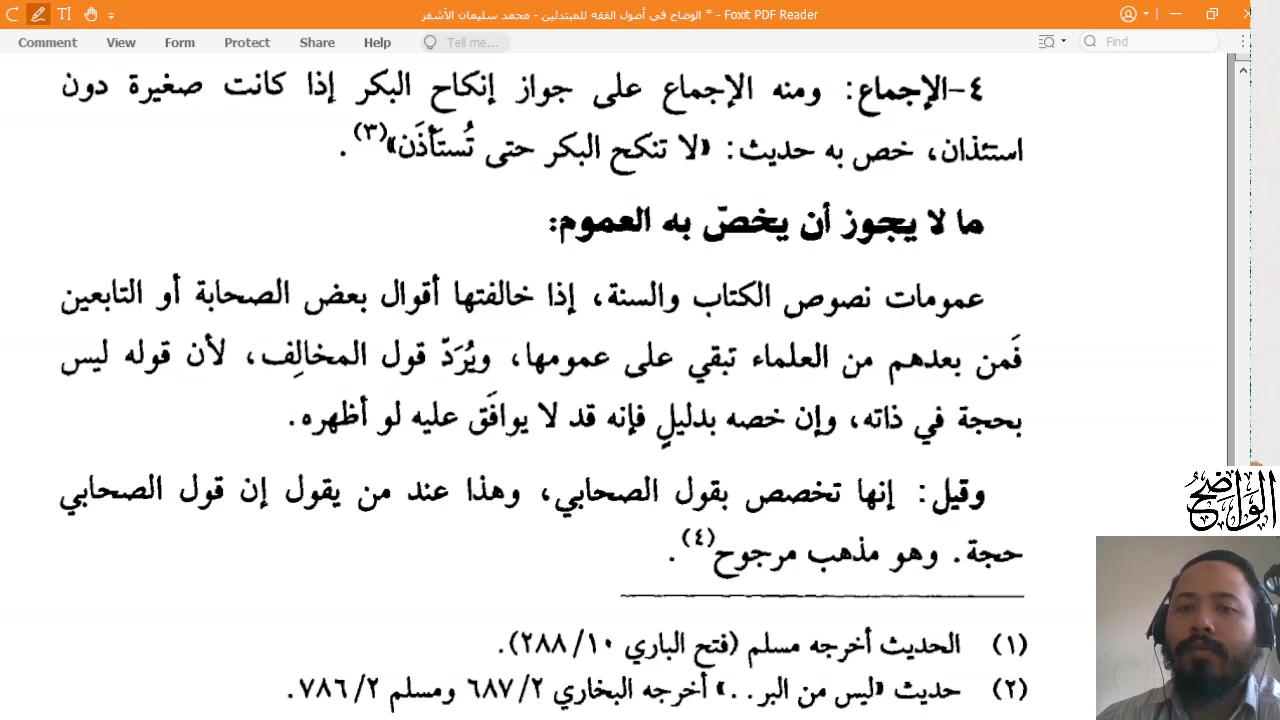 الوضاح في أصول الفقه للمبتدئين - محمد سليمان الأشقر * - Foxit PDF Reader
Comment View Form Protect Share Help Tell me... Find
٤-الإجماع: ومنه الإجماع على جواز إنكاح البكر إذا كانت صغيرة دون
استئذان، خص به حديث: «لا تنكح البكر حتى تُستَأذَن»(٣).
ما لا يجوز أن يخصّ به العموم:
عمومات نصوص الكتاب والسنة، إذا خالفتها أقوال بعض الصحابة أو التابعين
فَمن بعدهم من العلماء تبقي على عمومها، ويُرَدّ قول المخالِف، لأن قوله ليس
بحجة في ذاته، وإن خصه بدليلٍ فإنه قد لا يوافَق عليه لو أظهره.
وقيل: إنها تخصص بقول الصحابي، وهذا عند من يقول إن قول الصحابي
حجة. وهو مذهب مرجوح(٤).
الوَاضِحُ
(١) الحديث أخرجه مسلم (فتح الباري ١٠/٢٨٨).
(٢) حديث «ليس من البر..» أخرجه البخاري ٢/٦٨٧ ومسلم ٢/٧٨٦.